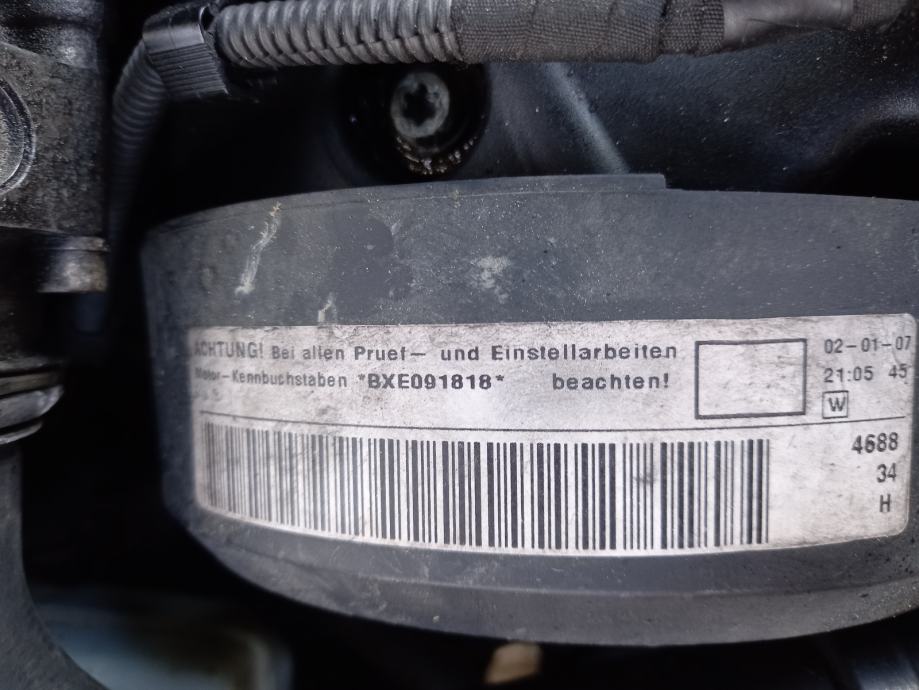 ACHTUNG! Bei allen Pruef- und Einstellarbeiten
Motor-Kennbuchstaben *BXE091818* beachten!
02-01-07
21:05 45
W
4688
34
H